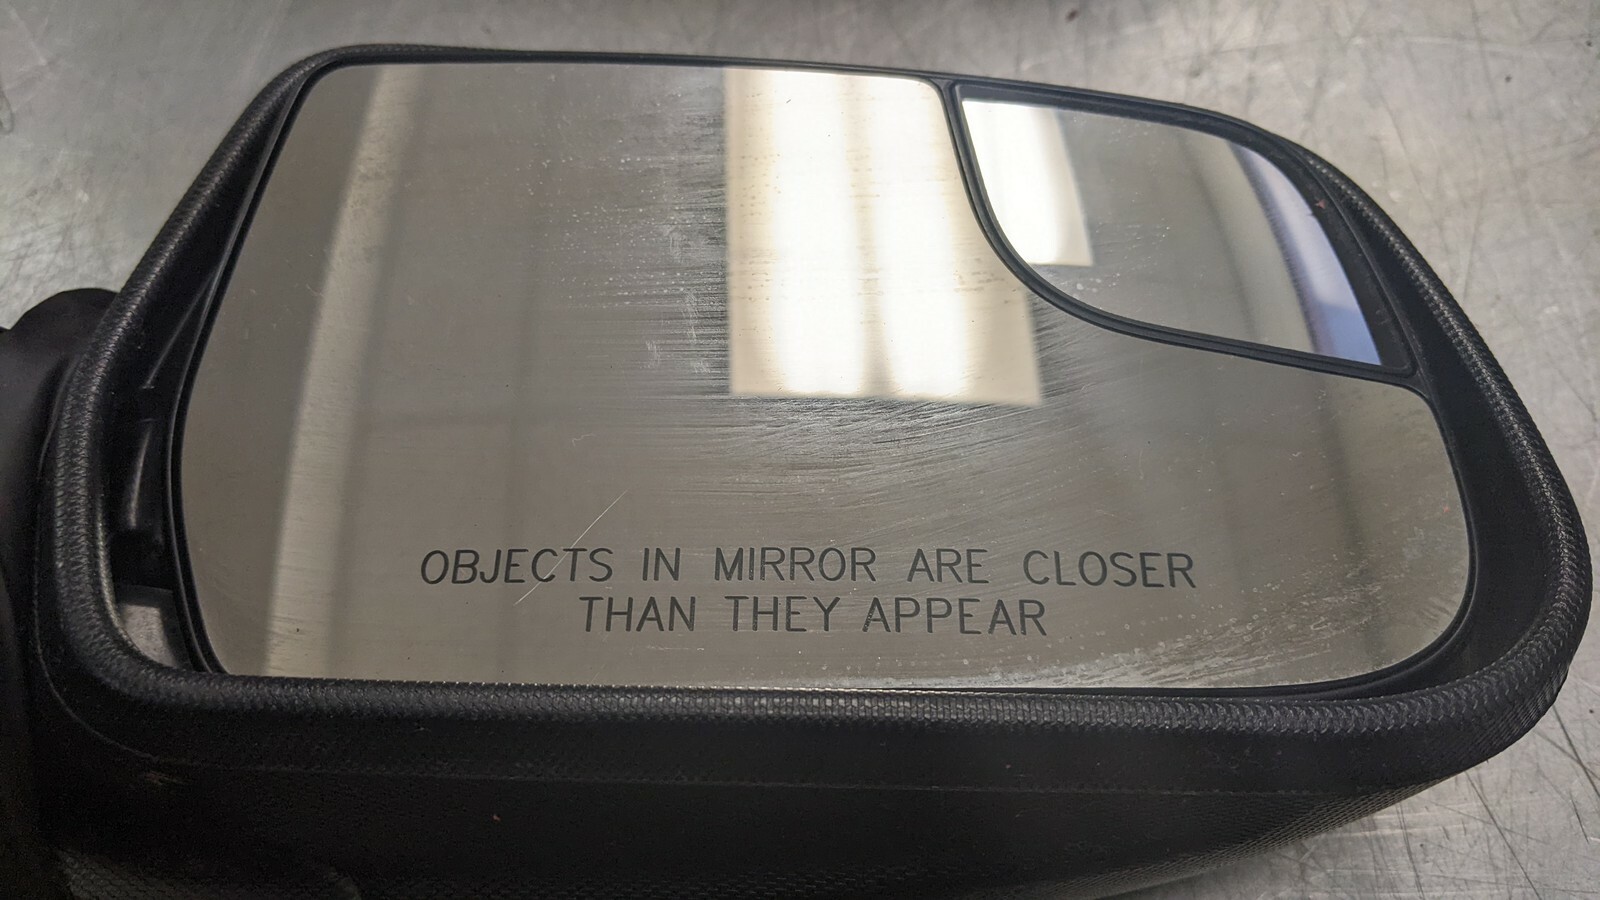 OBJECTS IN MIRROR ARE CLOSER
THAN THEY APPEAR